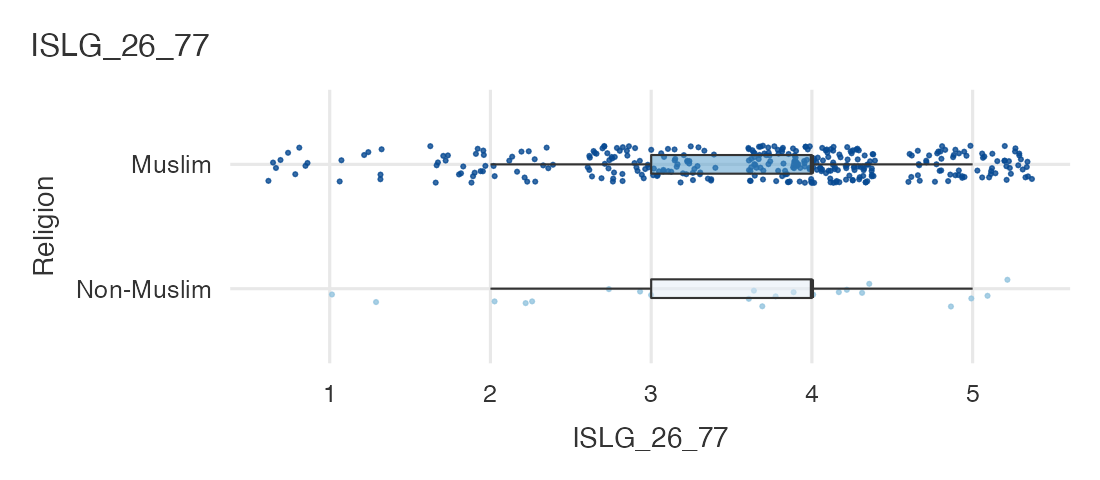 ISLG_26_77
Religion
Muslim
Non-Muslim
1 2 3 4 5
ISLG_26_77